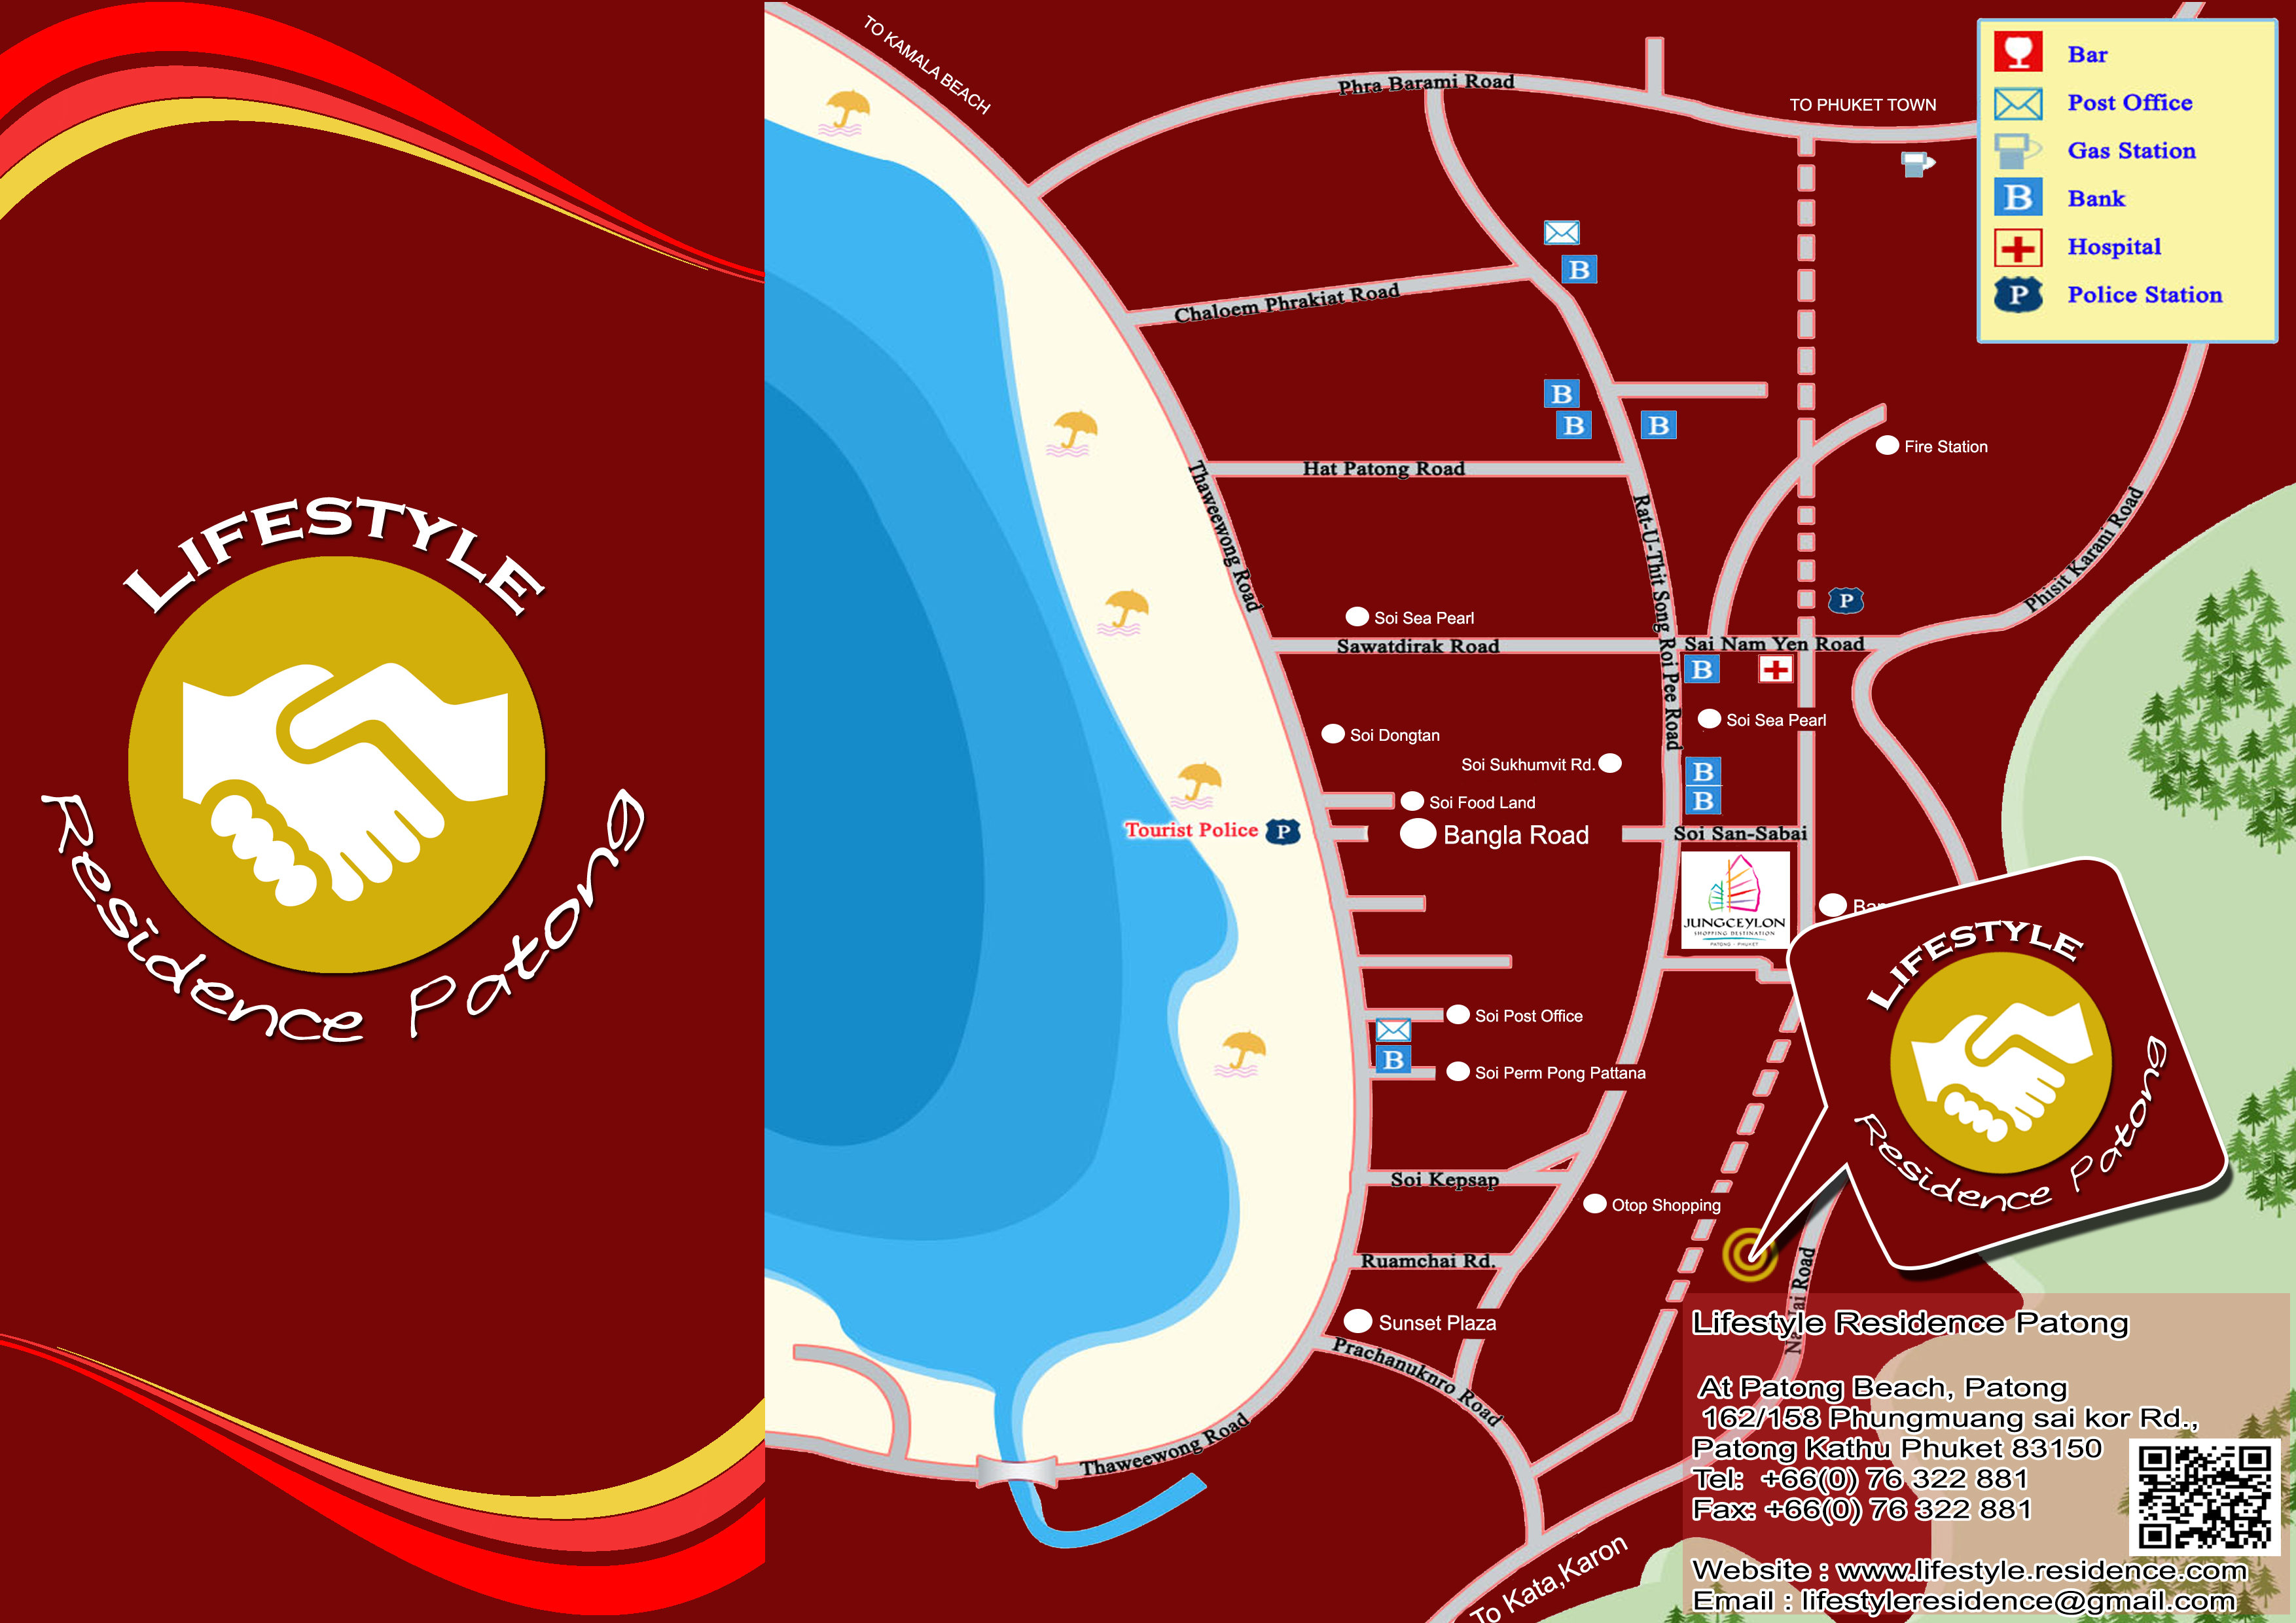 LIFESTYLE
Residence Patong
TO KAMALA BEACH
Phra Barami Road
TO PHUKET TOWN
Bar
Post Office
Gas Station
B Bank
Hospital
P Police Station
B
Chaloem Phrakiat Road
B
B
B
Hat Patong Road
Fire Station
Thaweewong Road
Rat-U-Thit Song Roi Pee Road
Phisit Karani Road
P
Soi Sea Pearl
Sawatdirak Road
Sai Nam Yen Road
B
Soi Sea Pearl
Soi Dongtan
Soi Sukhumvit Rd.
B
B
Soi Food Land
Tourist Police P
Bangla Road
Soi San-Sabai
JUNGCEYLON
SHOPPING DESTINATION
PATONG - PHUKET
LIFESTYLE
Residence Patong
Soi Post Office
B
Soi Perm Pong Pattana
Soi Kepsap
Otop Shopping
Ruamchai Rd.
Road
Sunset Plaza
Prachanuknro Road
Thaweewong Road
To Kata,Karon
Lifestyle Residence Patong
At Patong Beach, Patong
162/158 Phungmuang sai kor Rd.,
Patong Kathu Phuket 83150
Tel: +66(0) 76 322 881
Fax: +66(0) 76 322 881
Website : www.lifestyle.residence.com
Email : lifestyleresidence@gmail.com